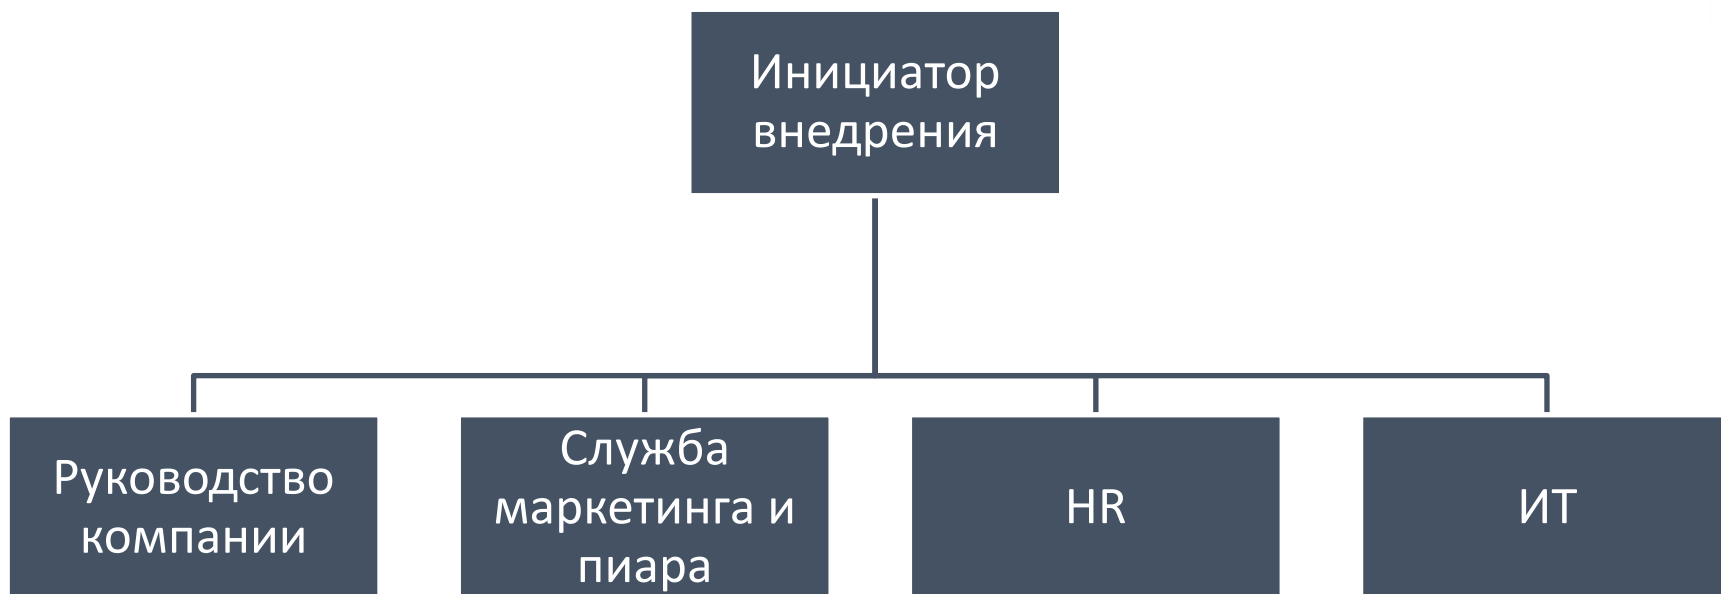 Инициатор
внедрения
Руководство
компании
Служба
маркетинга и
пиара
HR
ИТ